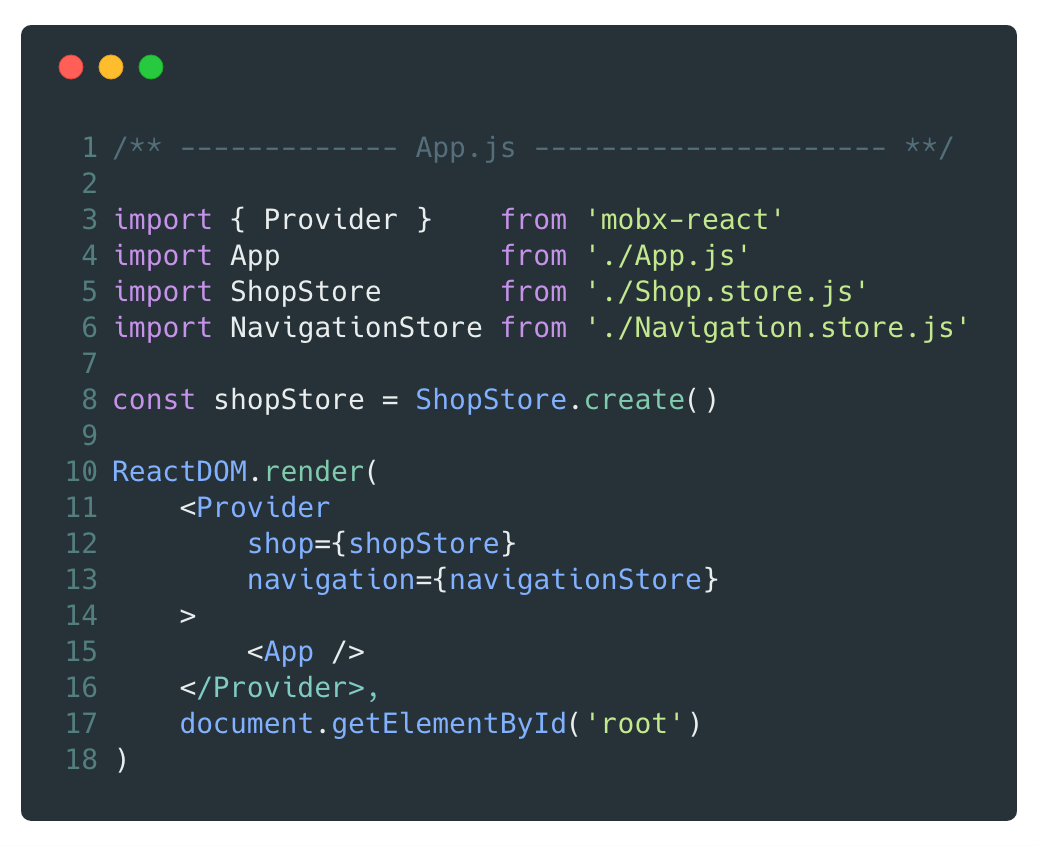 1 /** ------------- App.js --------------------- **/
2
3 import { Provider }    from 'mobx-react'
4 import App             from './App.js'
5 import ShopStore       from './Shop.store.js'
6 import NavigationStore from './Navigation.store.js'
7
8 const shopStore = ShopStore.create()
9
10 ReactDOM.render(
11     <Provider
12         shop={shopStore}
13         navigation={navigationStore}
14     >
15         <App />
16     </Provider>,
17     document.getElementById('root')
18 )